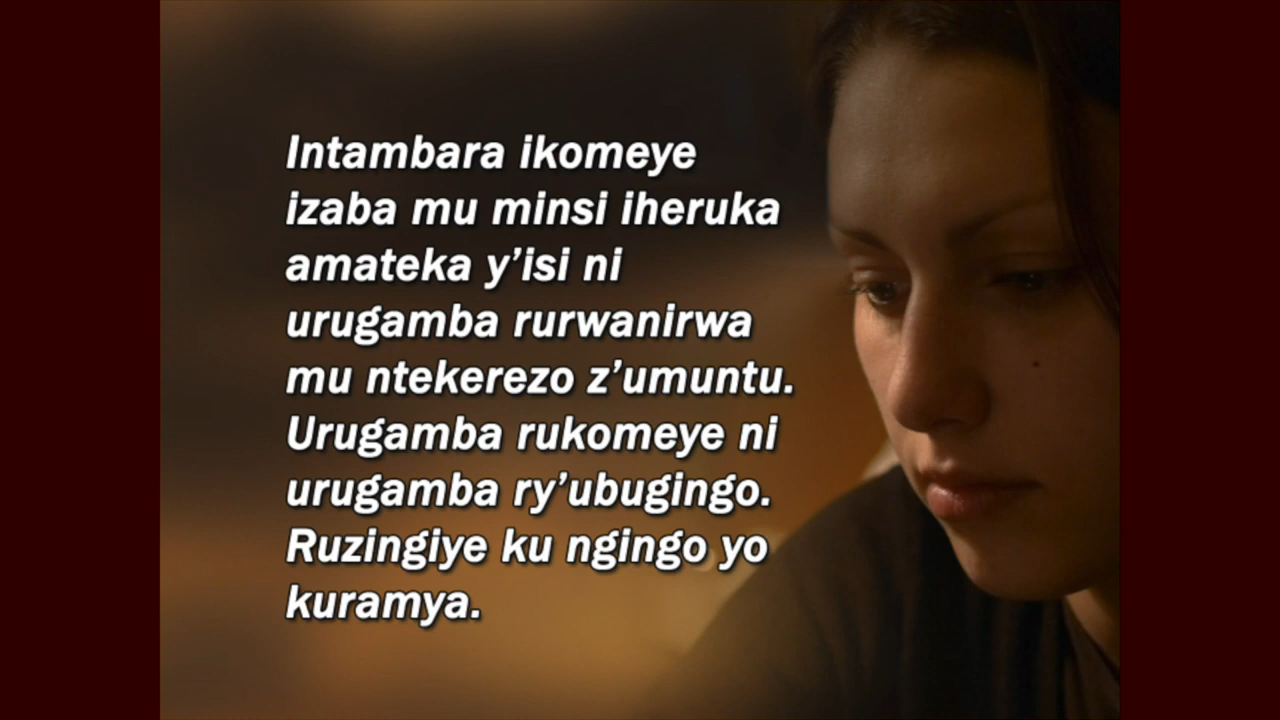 Intambara ikomeye
izaba mu minsi iheruka
amateka y’isi ni
urugamba rurwanirwa
mu ntekerezo z’umuntu.
Urugamba rukomeye ni
urugamba ry’ubugingo.
Ruzingiye ku ngingo yo
kuramya.